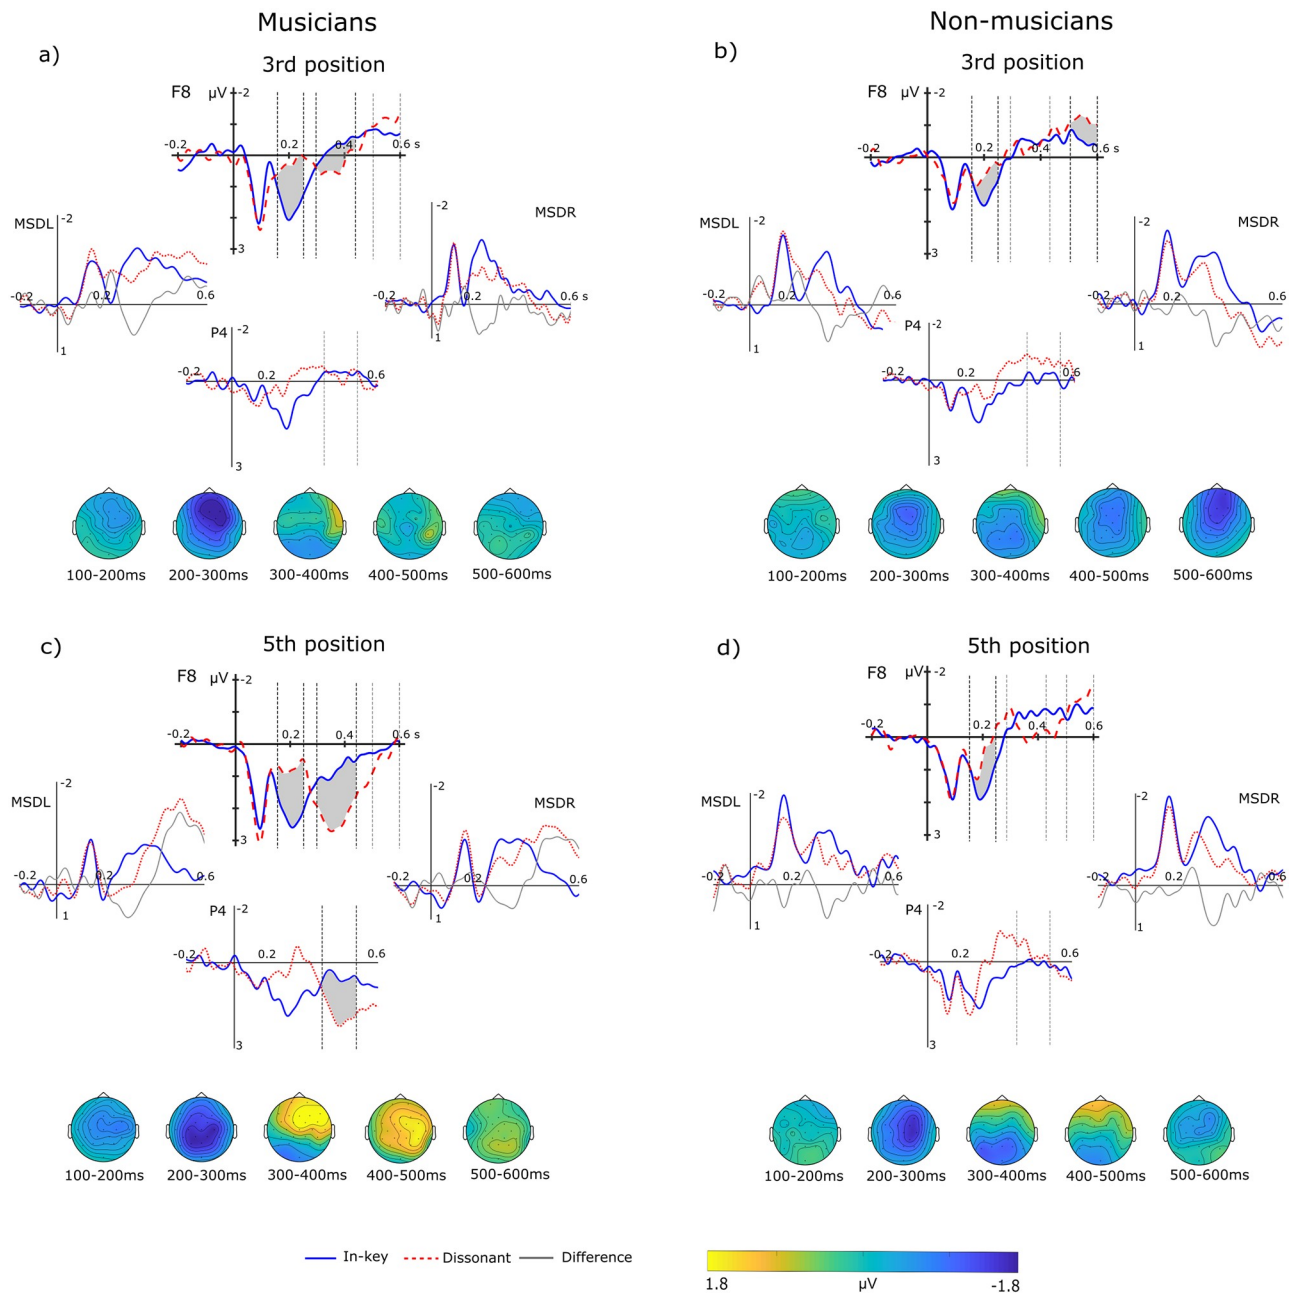 Musicians
Non-musicians
a)
3rd position
F8 μV -2
-0.2 0.2 0.4 0.6 s
3
MSDL -2
-0.2 0.2 0.6
1
-2 MSDR
-0.2 0.2 0.6 s
1
P4 -2
-0.2 0.2 0.6
3
100-200ms 200-300ms 300-400ms 400-500ms 500-600ms
b)
3rd position
F8 μV -2
-0.2 0.2 0.4 0.6 s
3
MSDL -2
-0.2 0.2 0.6
1
-2 MSDR
-0.2 0.2 0.6
1
P4 -2
-0.2 0.2 0.6
3
100-200ms 200-300ms 300-400ms 400-500ms 500-600ms
c)
5th position
F8 μV -2
-0.2 0.2 0.4 0.6 s
3
MSDL -2
-0.2 0.2 0.6
1
-2 MSDR
-0.2 0.2 0.6
1
P4 -2
-0.2 0.2 0.6
3
100-200ms 200-300ms 300-400ms 400-500ms 500-600ms
d)
5th position
F8 μV -2
-0.2 0.2 0.4 0.6
3
MSDL -2
-0.2 0.2 0.6
1
-2 MSDR
-0.2 0.2 0.6
1
P4 -2
-0.2 0.2 0.6
3
100-200ms 200-300ms 300-400ms 400-500ms 500-600ms
In-key Dissonant Difference
1.8 μV -1.8